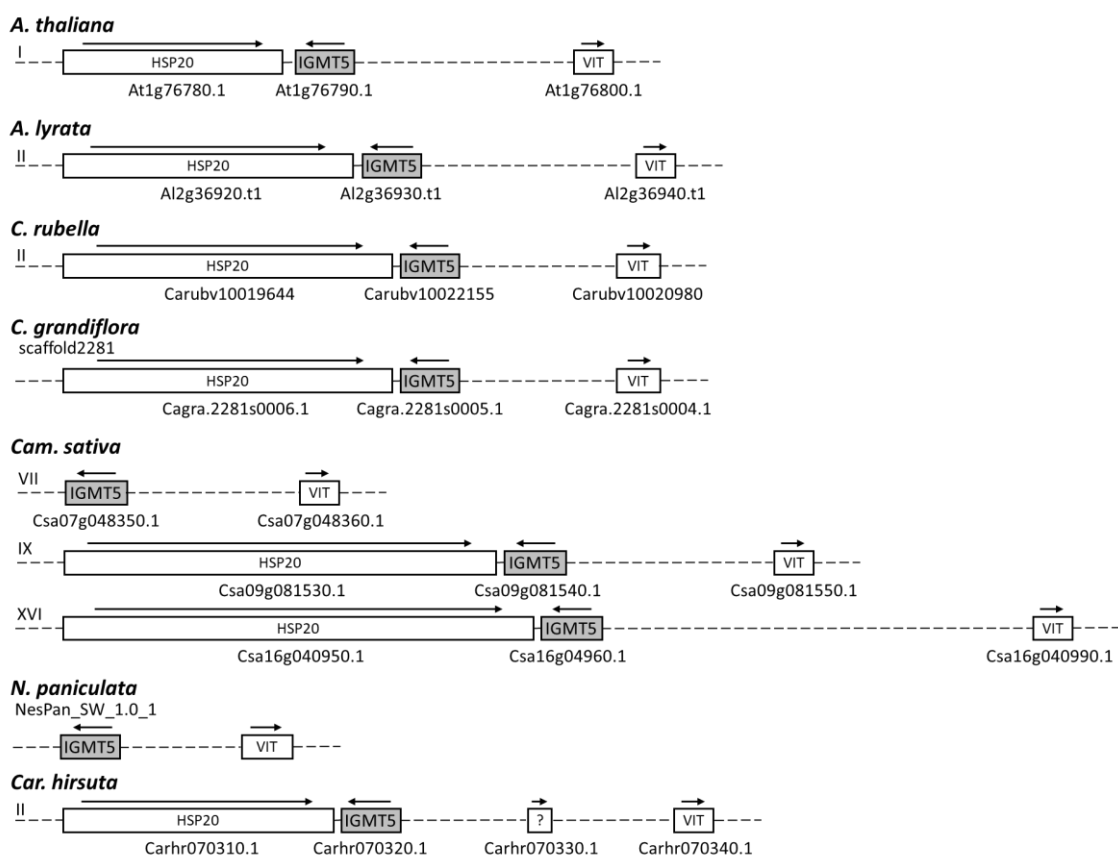 A. thaliana
I
HSP20 IGMT5 VIT
At1g76780.1 At1g76790.1 At1g76800.1
A. lyrata
II
HSP20 IGMT5 VIT
Al2g36920.t1 Al2g36930.t1 Al2g36940.t1
C. rubella
II
HSP20 IGMT5 VIT
Carubv10019644 Carubv10022155 Carubv10020980
C. grandiflora
scaffold2281
HSP20 IGMT5 VIT
Cagra.2281s0006.1 Cagra.2281s0005.1 Cagra.2281s0004.1
Cam. sativa
VII
IGMT5 VIT
Csa07g048350.1 Csa07g048360.1
IX
HSP20 IGMT5 VIT
Csa09g081530.1 Csa09g081540.1 Csa09g081550.1
XVI
HSP20 IGMT5 VIT
Csa16g040950.1 Csa16g04960.1 Csa16g040990.1
N. paniculata
NesPan_SW_1.0_1
IGMT5 VIT
Car. hirsuta
II
HSP20 IGMT5 ? VIT
Carhr070310.1 Carhr070320.1 Carhr070330.1 Carhr070340.1